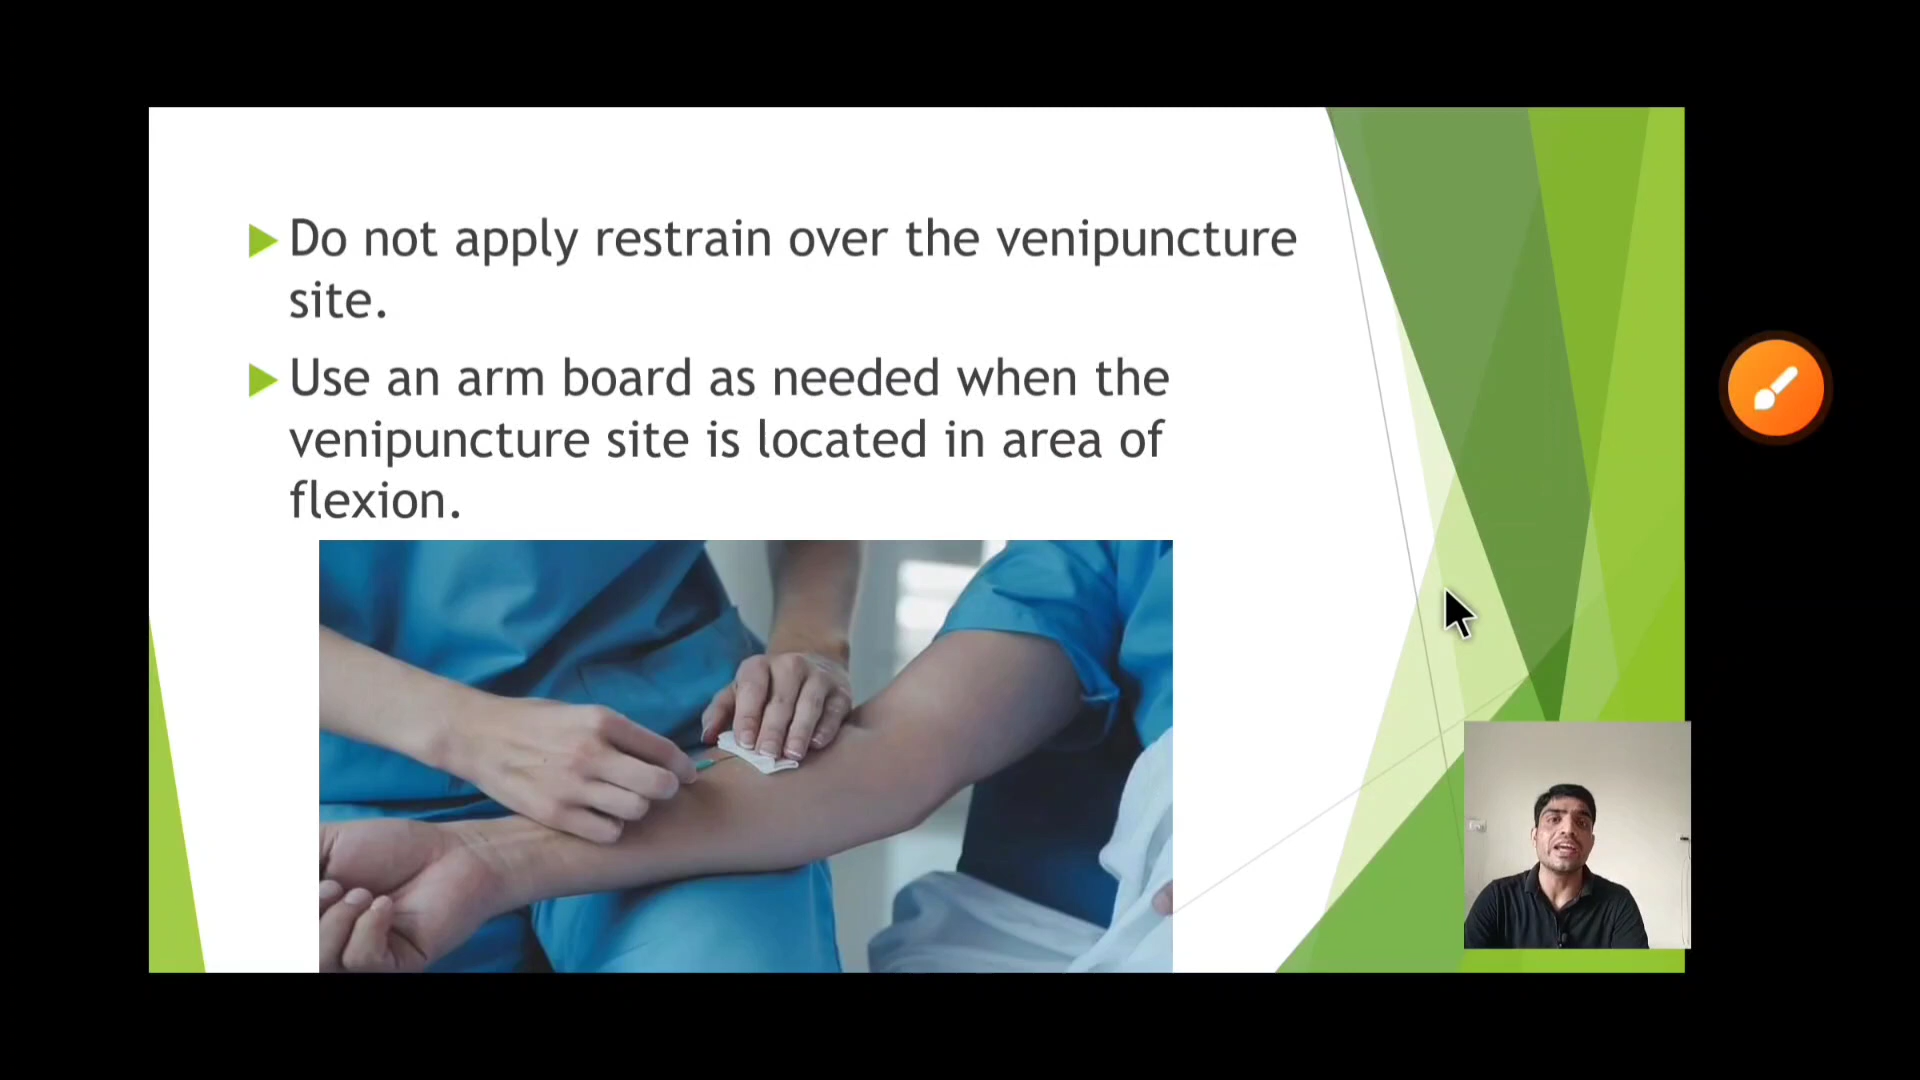 Do not apply restrain over the venipuncture
site.
Use an arm board as needed when the
venipuncture site is located in area of
flexion.